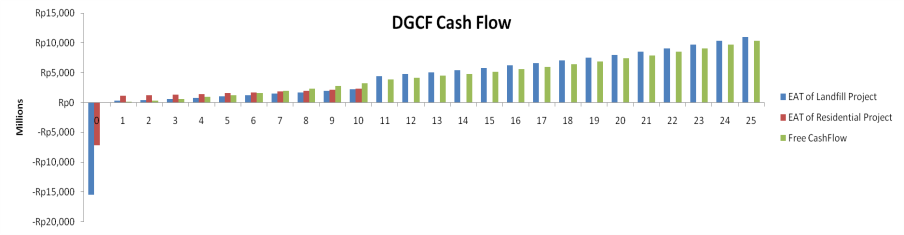 DGCF Cash Flow
Millions
Rp15,000
Rp10,000
Rp5,000
Rp0
-Rp5,000
-Rp10,000
-Rp15,000
-Rp20,000
0 1 2 3 4 5 6 7 8 9 10 11 12 13 14 15 16 17 18 19 20 21 22 23 24 25
EAT of Landfill Project
EAT of Residential Project
Free CashFlow